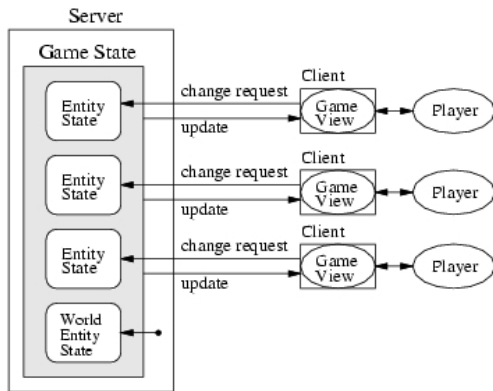 Server
Game State
Client
change request
Entity
State
Game
View
Player
update
Client
change request
Entity
State
Game
View
Player
update
Client
change request
Entity
State
Game
View
Player
update
World
Entity
State